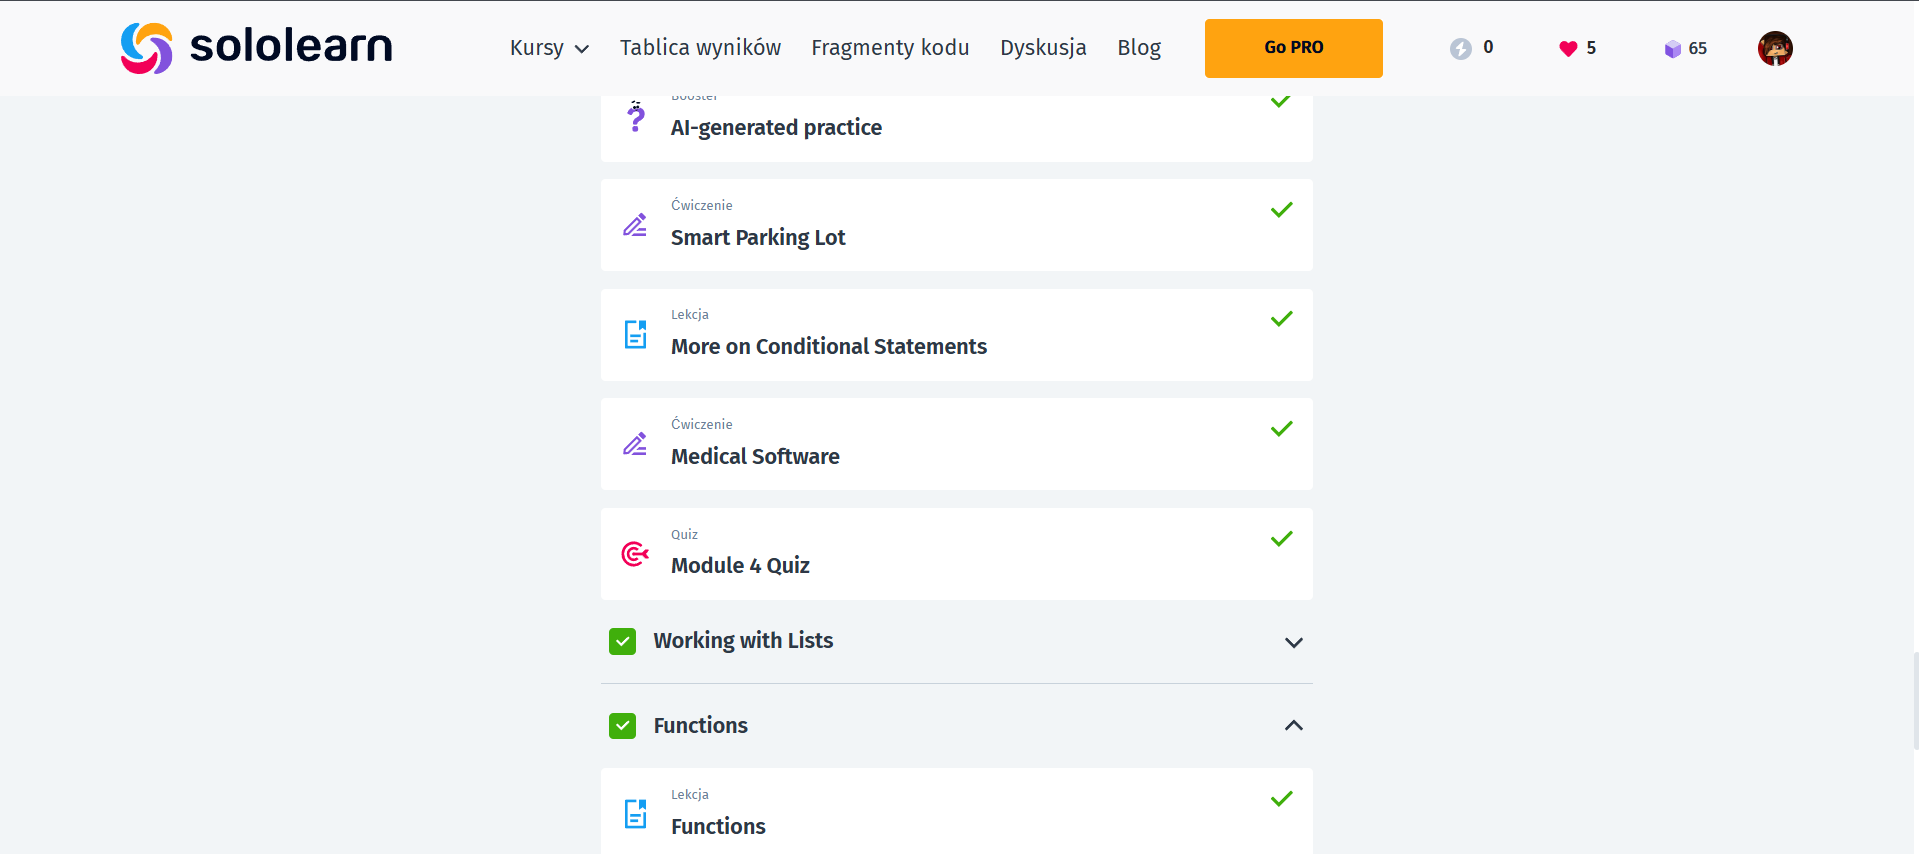 sololearn
Kursy
Tablica wyników
Fragmenty kodu
Dyskusja
Blog
Go PRO
0
5
65
Booster
AI-generated practice
Ćwiczenie
Smart Parking Lot
Lekcja
More on Conditional Statements
Ćwiczenie
Medical Software
Quiz
Module 4 Quiz
Working with Lists
Functions
Lekcja
Functions